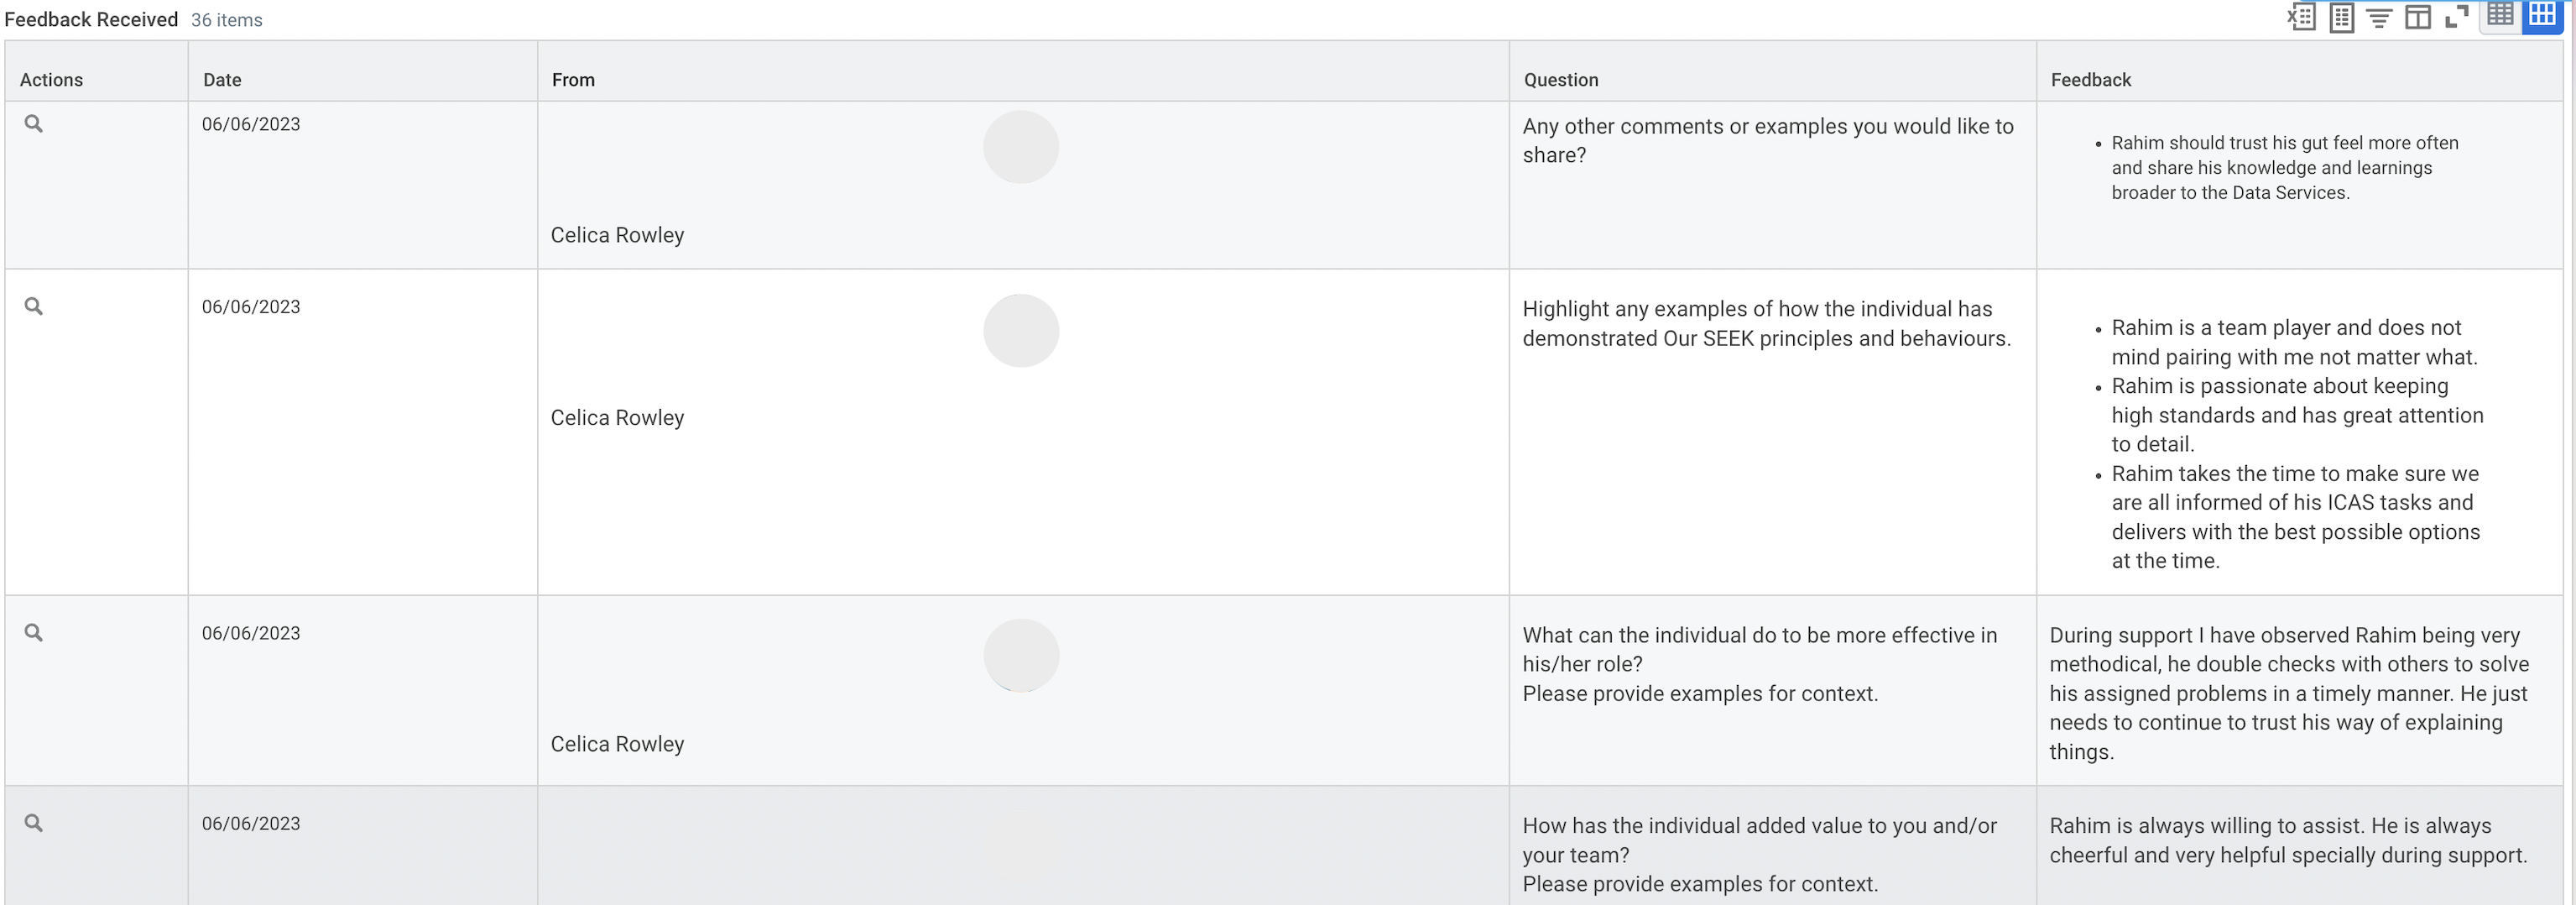 Feedback Received 36 items
Actions Date From Question Feedback
06/06/2023
Celica Rowley
Any other comments or examples you would like to
share?
• Rahim should trust his gut feel more often
and share his knowledge and learnings
broader to the Data Services.
06/06/2023
Celica Rowley
Highlight any examples of how the individual has
demonstrated Our SEEK principles and behaviours.
• Rahim is a team player and does not
mind pairing with me not matter what.
• Rahim is passionate about keeping
high standards and has great attention
to detail.
• Rahim takes the time to make sure we
are all informed of his ICAS tasks and
delivers with the best possible options
at the time.
06/06/2023
Celica Rowley
What can the individual do to be more effective in
his/her role?
Please provide examples for context.
During support I have observed Rahim being very
methodical, he double checks with others to solve
his assigned problems in a timely manner. He just
needs to continue to trust his way of explaining
things.
06/06/2023
How has the individual added value to you and/or
your team?
Please provide examples for context.
Rahim is always willing to assist. He is always
cheerful and very helpful specially during support.